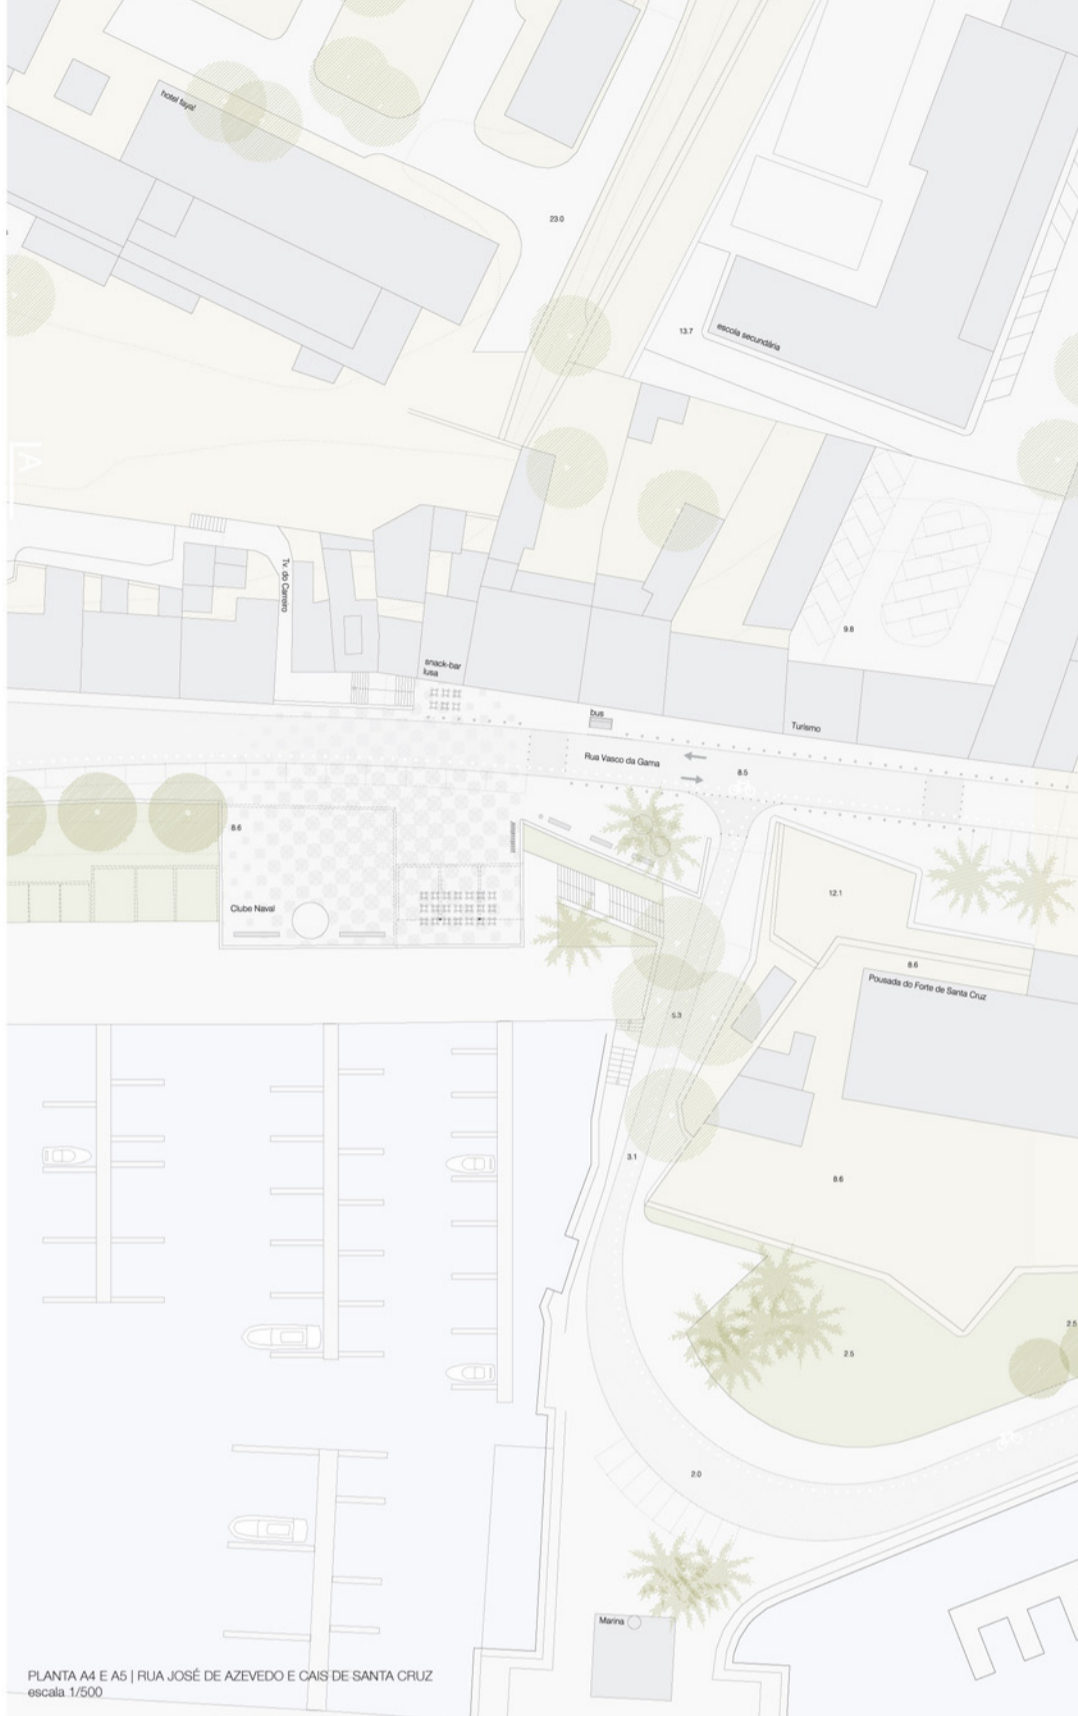 hotel fayal
23.0
13.7
escola secundária
A
Tv. do Carreiro
9.8
snack-bar
lusa
bus
Turismo
Rua Vasco da Gama
8.5
8.6
12.1
Clube Naval
8.6
Pousada do Forte de Santa Cruz
5.3
3.1
8.6
2.5
2.5
2.0
Marina
PLANTA A4 E A5 | RUA JOSÉ DE AZEVEDO E CAIS DE SANTA CRUZ
escala 1/500